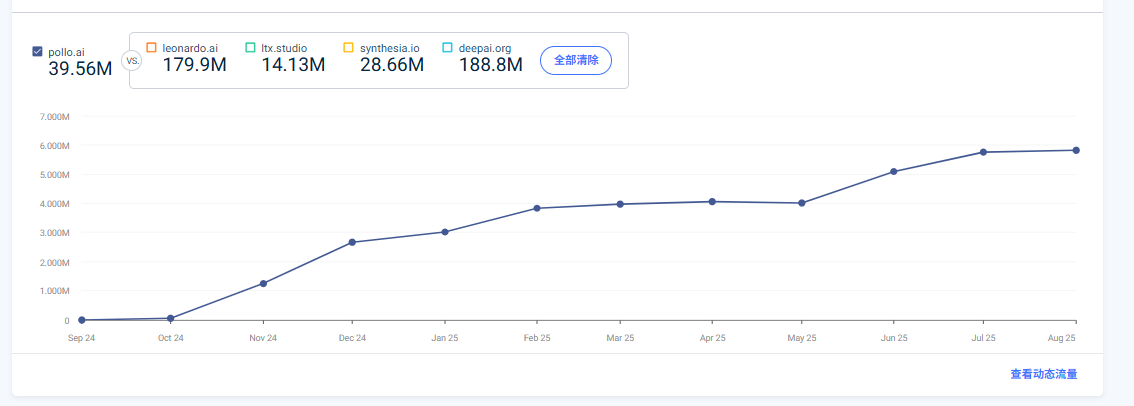 pollo.ai
39.56M
VS.
leonardo.ai
179.9M
ltx.studio
14.13M
synthesia.io
28.66M
deepai.org
188.8M
全部清除
7.000M
6.000M
5.000M
4.000M
3.000M
2.000M
1.000M
0
Sep 24 Oct 24 Nov 24 Dec 24 Jan 25 Feb 25 Mar 25 Apr 25 May 25 Jun 25 Jul 25 Aug 25
查看动态流量